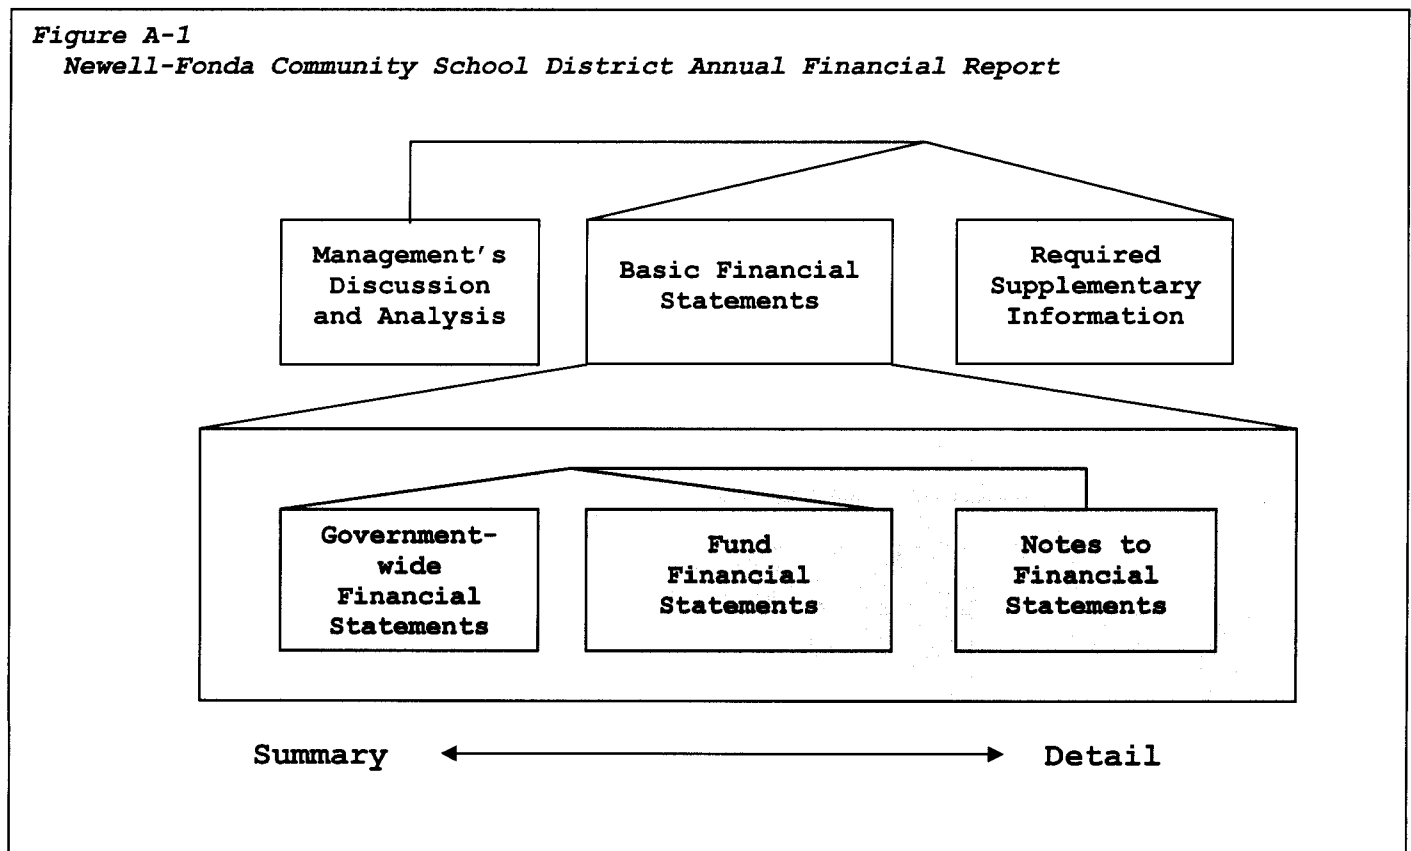 Figure A-1
Newell-Fonda Community School District Annual Financial Report
Management's
Discussion
and Analysis
Basic Financial
Statements
Required
Supplementary
Information
Government-
wide
Financial
Statements
Fund
Financial
Statements
Notes to
Financial
Statements
Summary
Detail